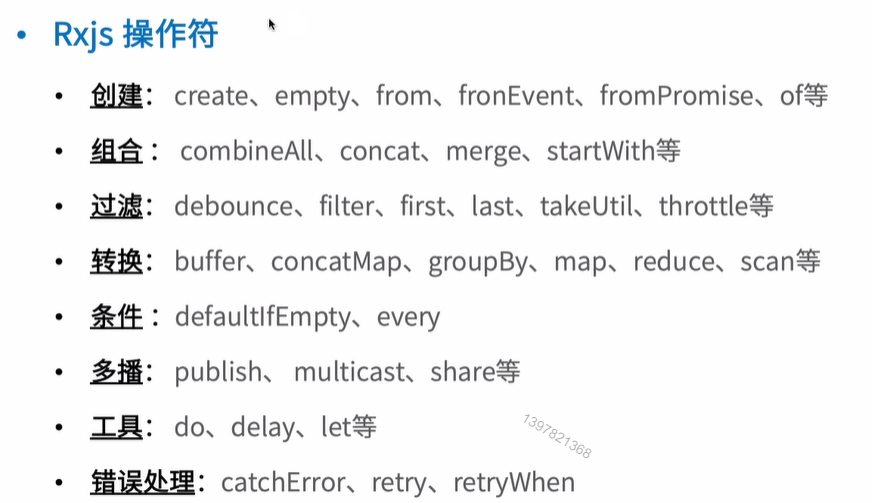 • Rxjs 操作符
• 创建： create、empty、from、fronEvent、fromPromise、of等
• 组合： combineAll、concat、merge、startWith等
• 过滤： debounce、filter、first、last、takeUtil、throttle等
• 转换： buffer、concatMap、groupBy、map、reduce、scan等
• 条件： defaultIfEmpty、every
• 多播： publish、 multicast、share等
• 工具： do、delay、let等
1397821368
• 错误处理： catchError、retry、retryWhen